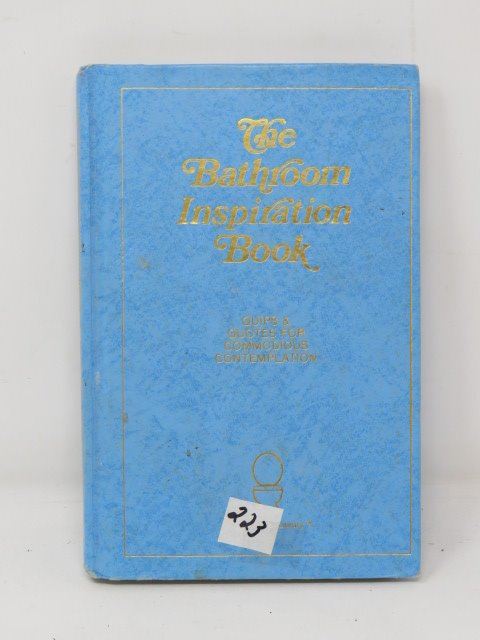 The
Bathroom
Inspiration
Book
QUIPS &
QUOTES FOR
COMMODIOUS
CONTEMPLATION
223